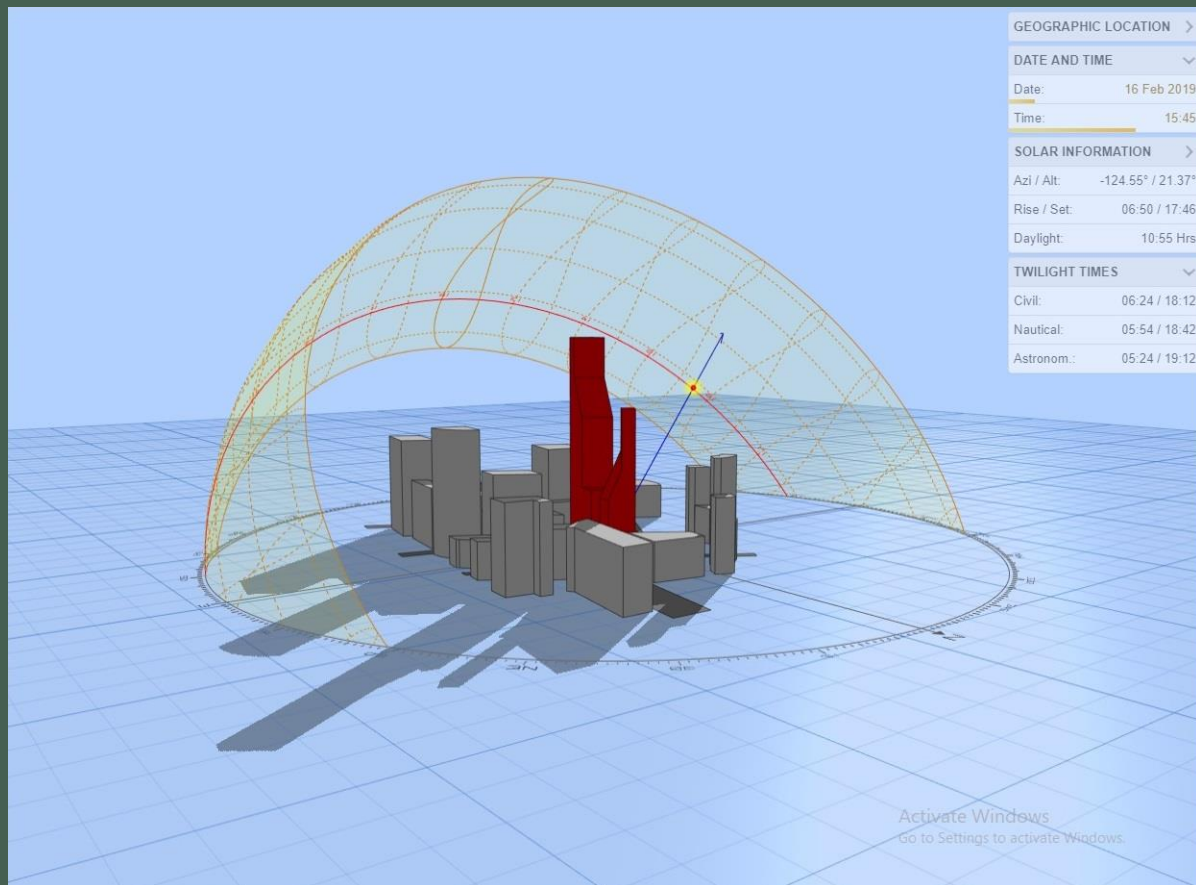 GEOGRAPHIC LOCATION
DATE AND TIME
Date: 16 Feb 2019
Time: 15:45
SOLAR INFORMATION
Azi / Alt: -124.55° / 21.37°
Rise / Set: 06:50 / 17:46
Daylight: 10:55 Hrs
TWILIGHT TIMES
Civil: 06:24 / 18:12
Nautical: 05:54 / 18:42
Astronom.: 05:24 / 19:12
Activate Windows
Go to Settings to activate Windows.